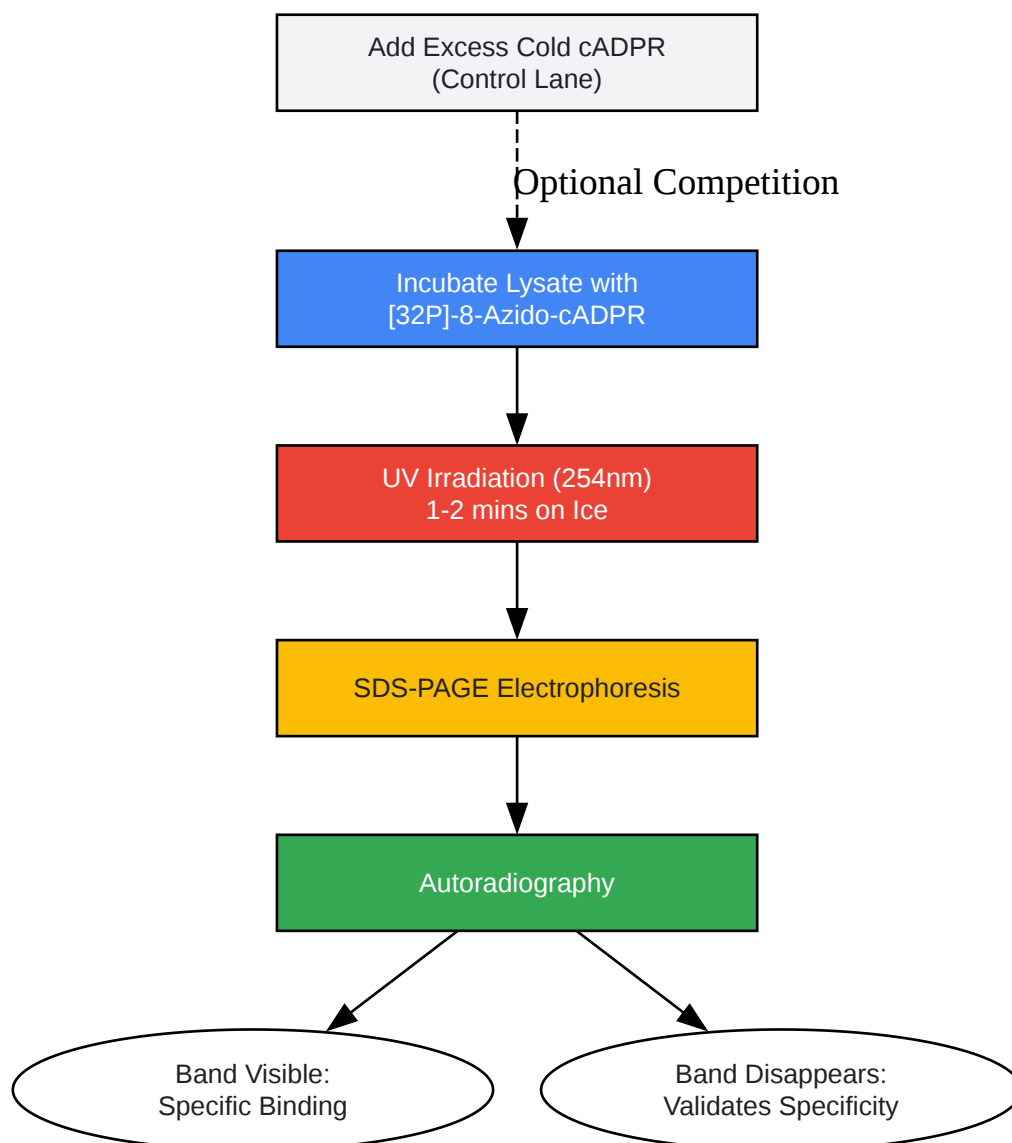 Add Excess Cold cADPR
(Control Lane)
Optional Competition
Incubate Lysate with
[32P]-8-Azido-cADPR
UV Irradiation (254nm)
1-2 mins on Ice
SDS-PAGE Electrophoresis
Autoradiography
Band Visible:
Specific Binding
Band Disappears:
Validates Specificity